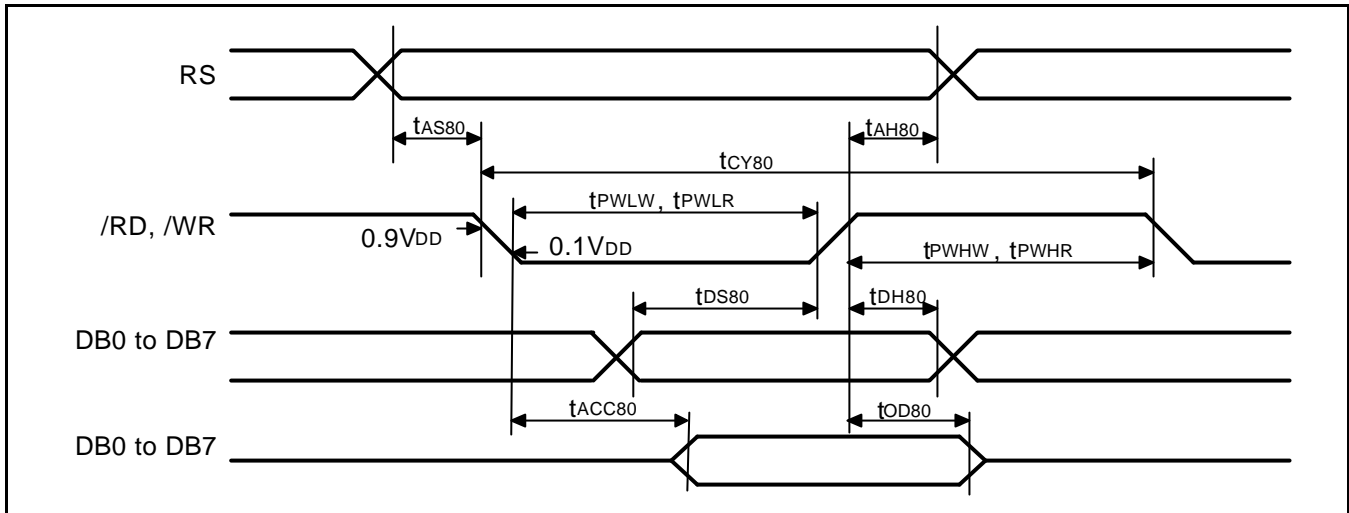 RS
tAS80
tAH80
tCY80
/RD, /WR
tPWLW, tPWLR
0.9VDD
0.1VDD
tPWHW, tPWHR
tDS80
tDH80
DB0 to DB7
tACC80
tOD80
DB0 to DB7